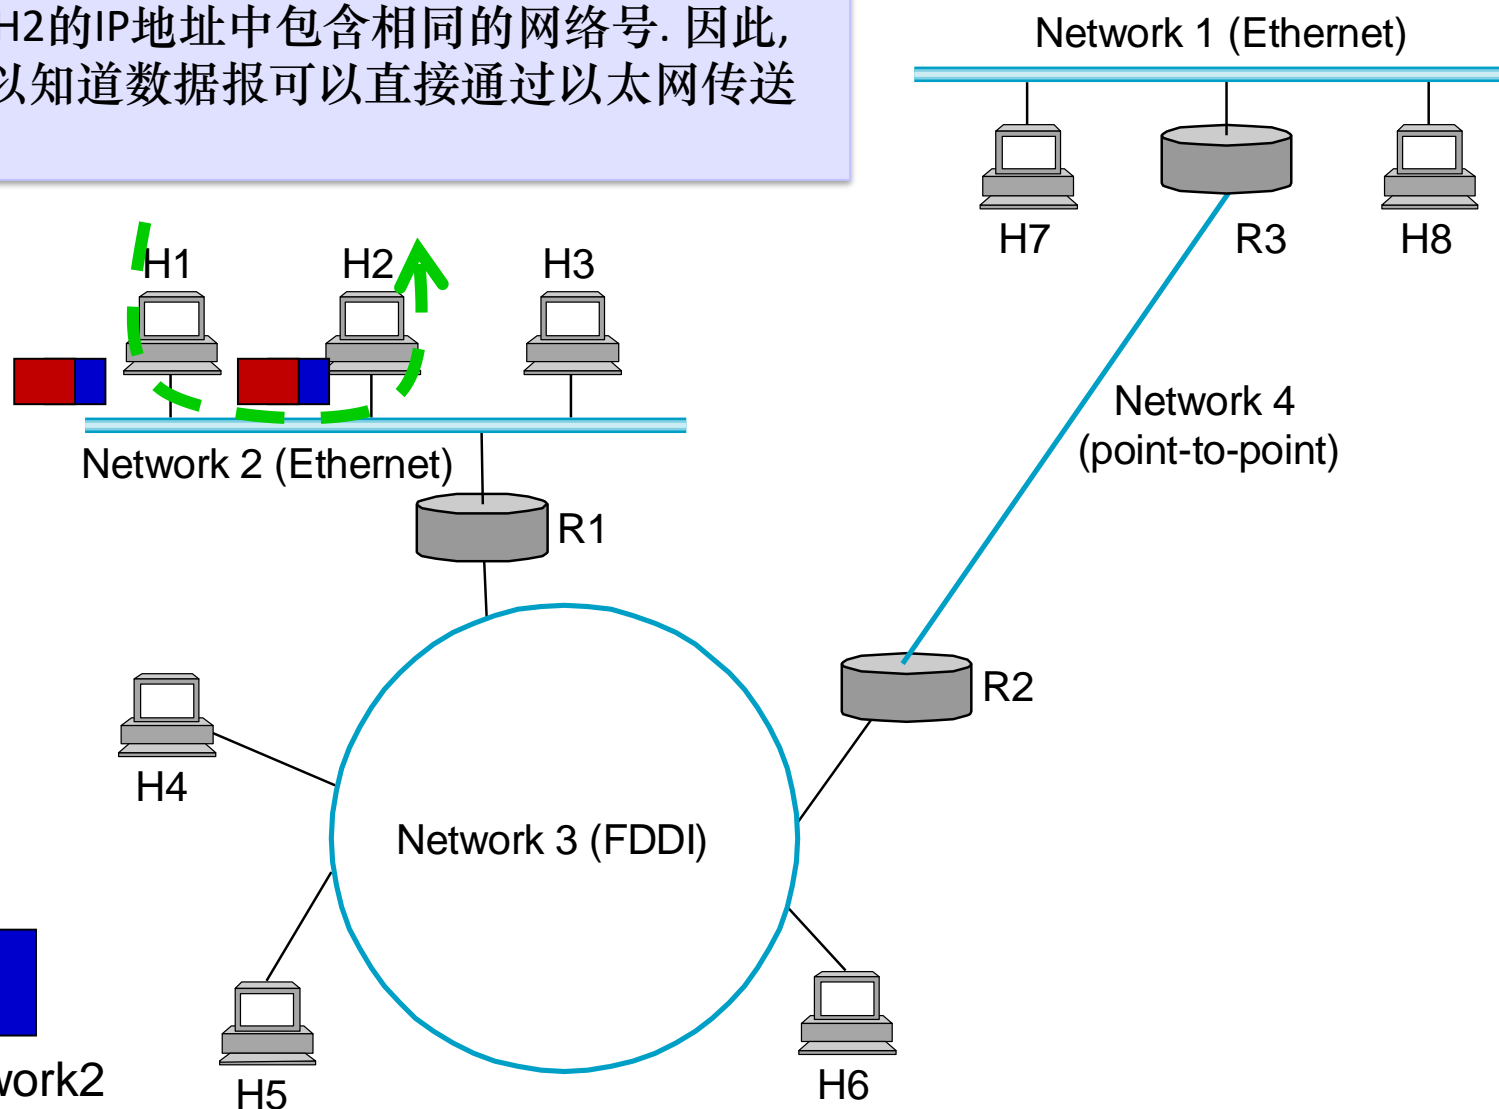 H2的IP地址中包含相同的网络号. 因此,
以知道数据报可以直接通过以太网传送
Network 1 (Ethernet)
H7
R3
H8
H1
H2
H3
Network 4
(point-to-point)
Network 2 (Ethernet)
R1
R2
H4
Network 3 (FDDI)
H5
H6
work2